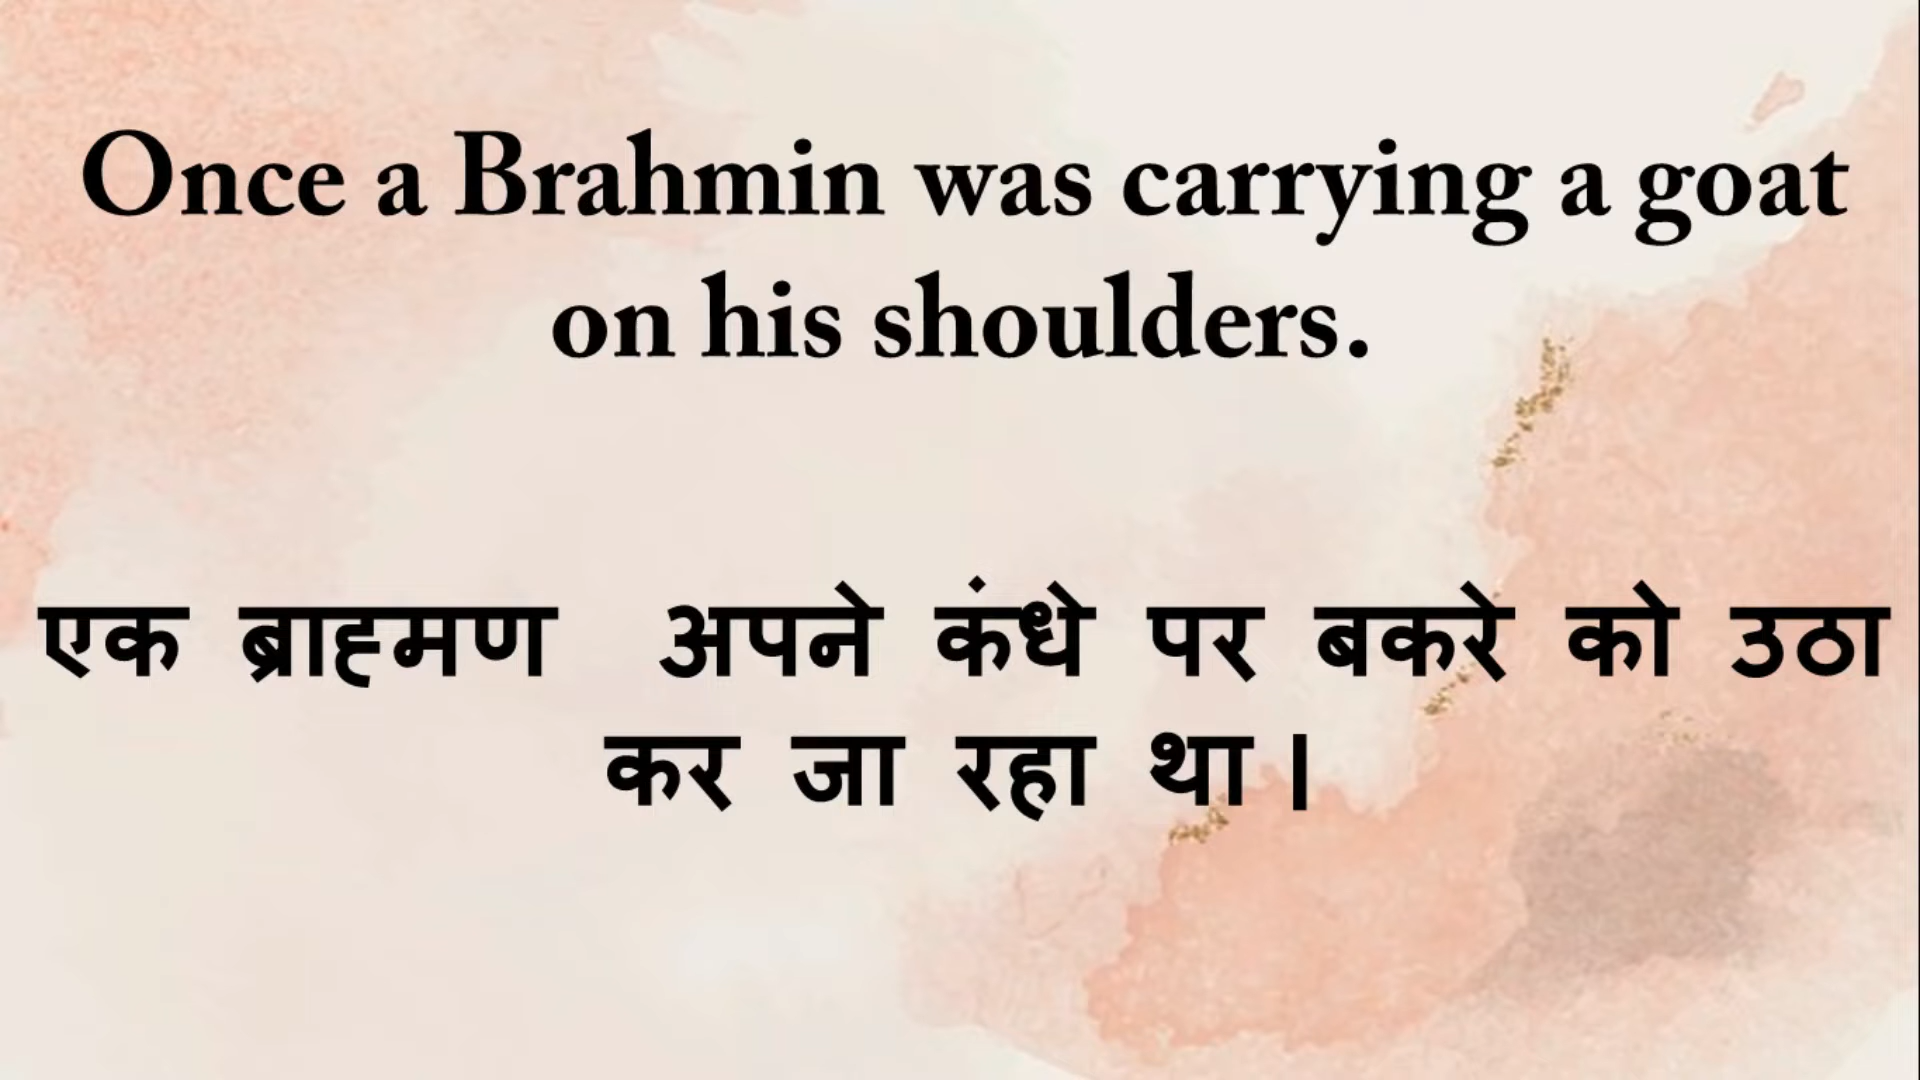 Once a Brahmin was carrying a goat
on his shoulders.
एक ब्राह्मण अपने कंधे पर बकरे को उठा
कर जा रहा था।